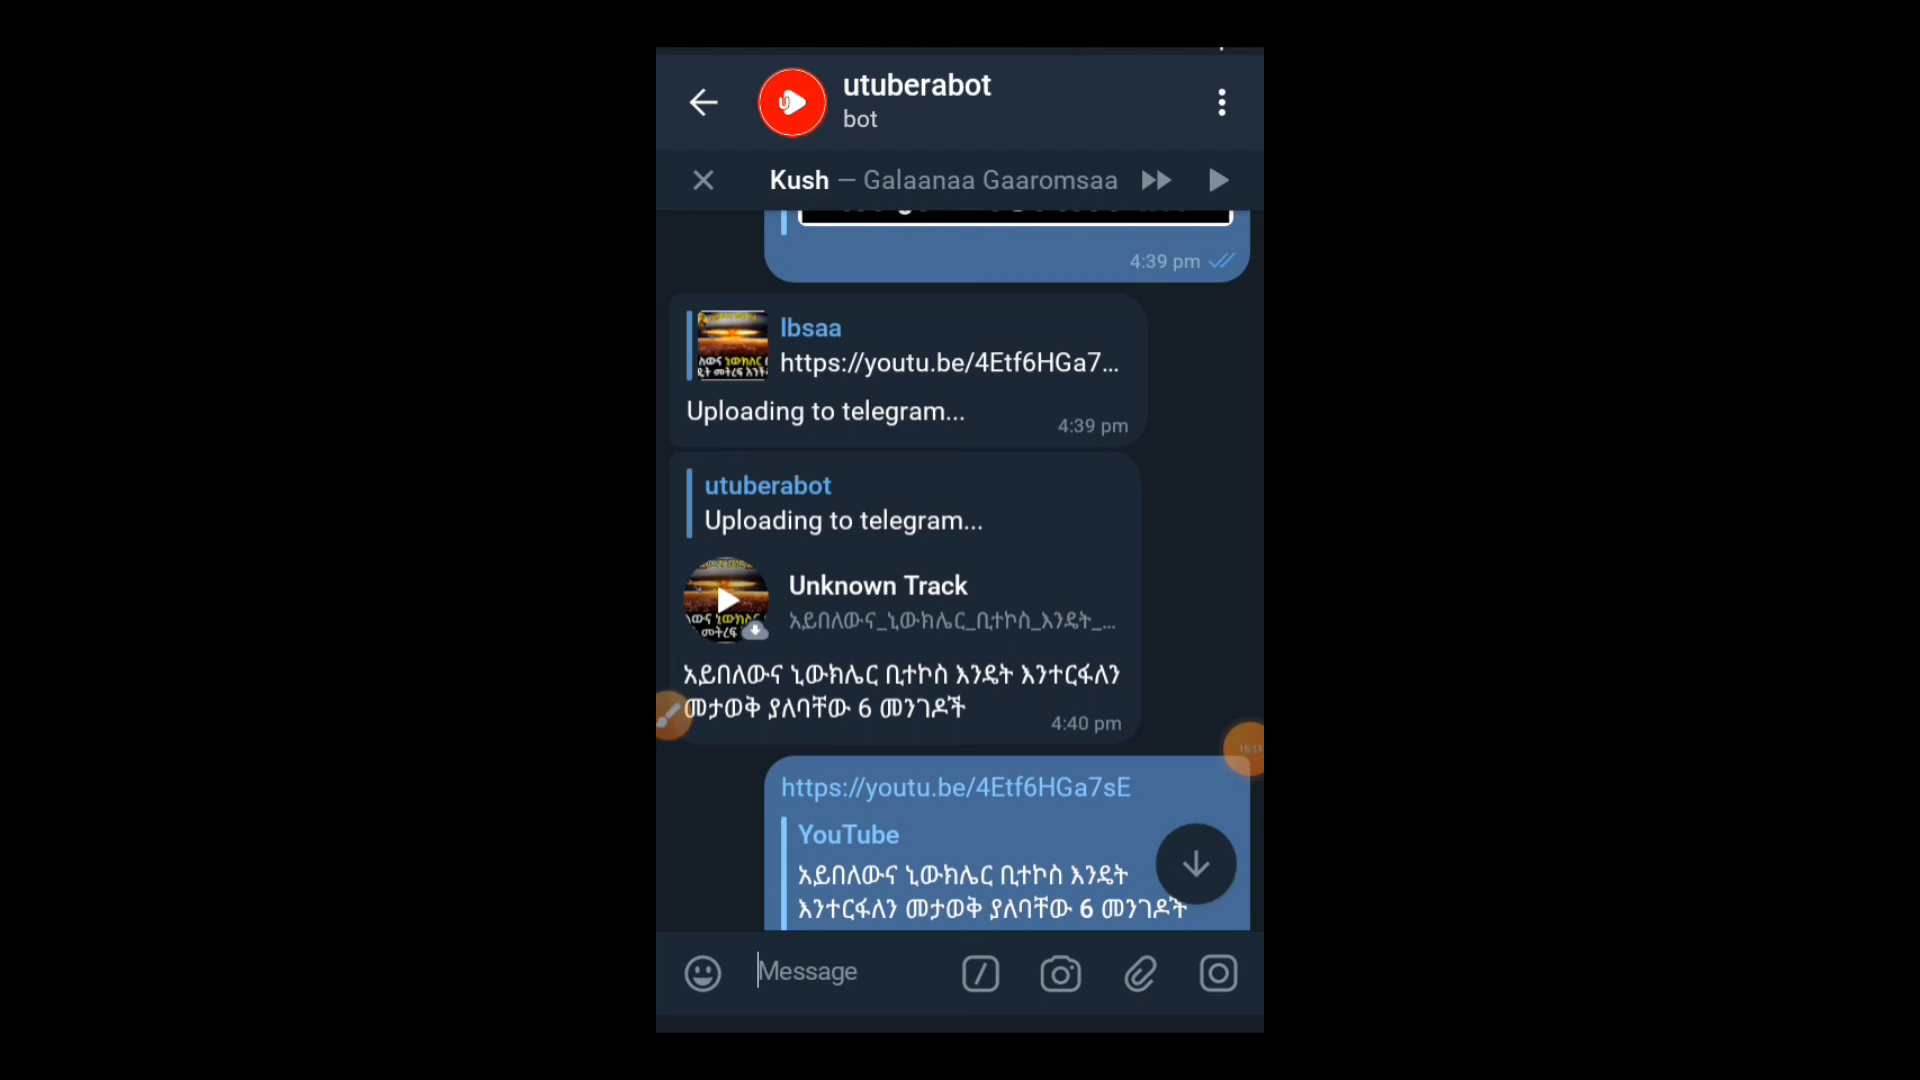 utuberabot
bot
Kush — Galaanaa Gaaromsaa
4:39 pm
Ibsaa
https://youtu.be/4Etf6HGa7...
Uploading to telegram...
4:39 pm
utuberabot
Uploading to telegram...
Unknown Track
አይበለውና_ኒውክሌር_ቢተኮስ_እንዴት_...
አይበለውና ኒውክሌር ቢተኮስ እንዴት እንተርፋለን
መታወቅ ያለባቸው 6 መንገዶች
4:40 pm
15:11
https://youtu.be/4Etf6HGa7sE
YouTube
አይበለውና ኒውክሌር ቢተኮስ እንዴት
እንተርፋለን መታወቅ ያለባቸው 6 መንገዶች
Message